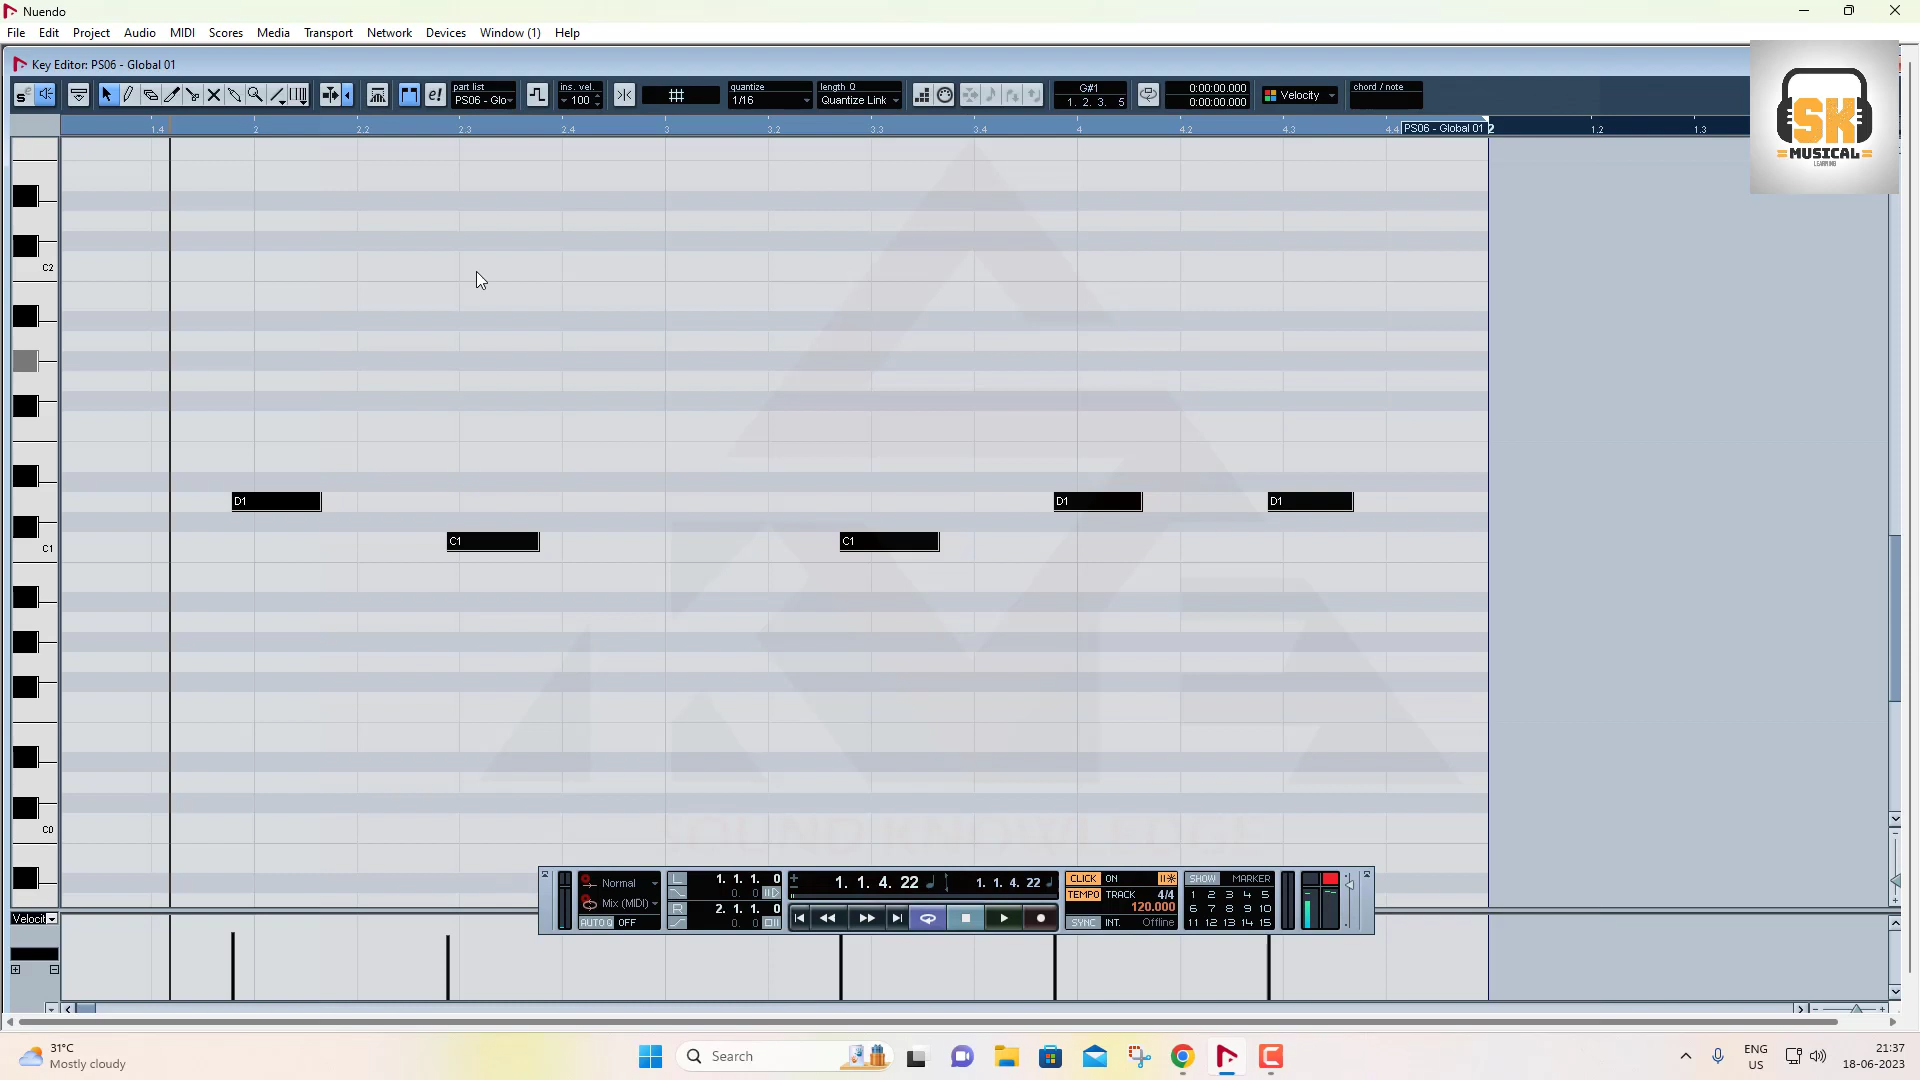 Nuendo
File Edit Project Audio MIDI Scores Media Transport Network Devices Window (1) Help
Key Editor: PS06 - Global 01
part list
PS06 - Glo
ins. vel.
100
quantize
1/16
length Q
Quantize Link
G#1
1. 2. 3. 5
0:00:00.000
0:00:00.000
Velocity
chord / note
1.4 2 2.2 2.3 2.4 3 3.2 3.3 3.4 4 4.2 4.3 4.4 PS06 - Global 01 2 1.2 1.3
SK
MUSICAL
LEARNING
C2
D1 D1 D1
C1 C1
C1
C0
SOUND KNOWLEDGE
Normal
Mix (MIDI)
AUTO Q OFF
L 1. 1. 1. 0
0. 0
R 2. 1. 1. 0
0. 0
1. 1. 4. 22 1. 1. 4. 22
CLICK ON
TEMPO TRACK 4/4
120.000
SYNC INT. Offline
SHOW MARKER
1 2 3 4 5
6 7 8 9 10
11 12 13 14 15
Velocit
31°C
Mostly cloudy
Search
ENG
US
21:37
18-06-2023